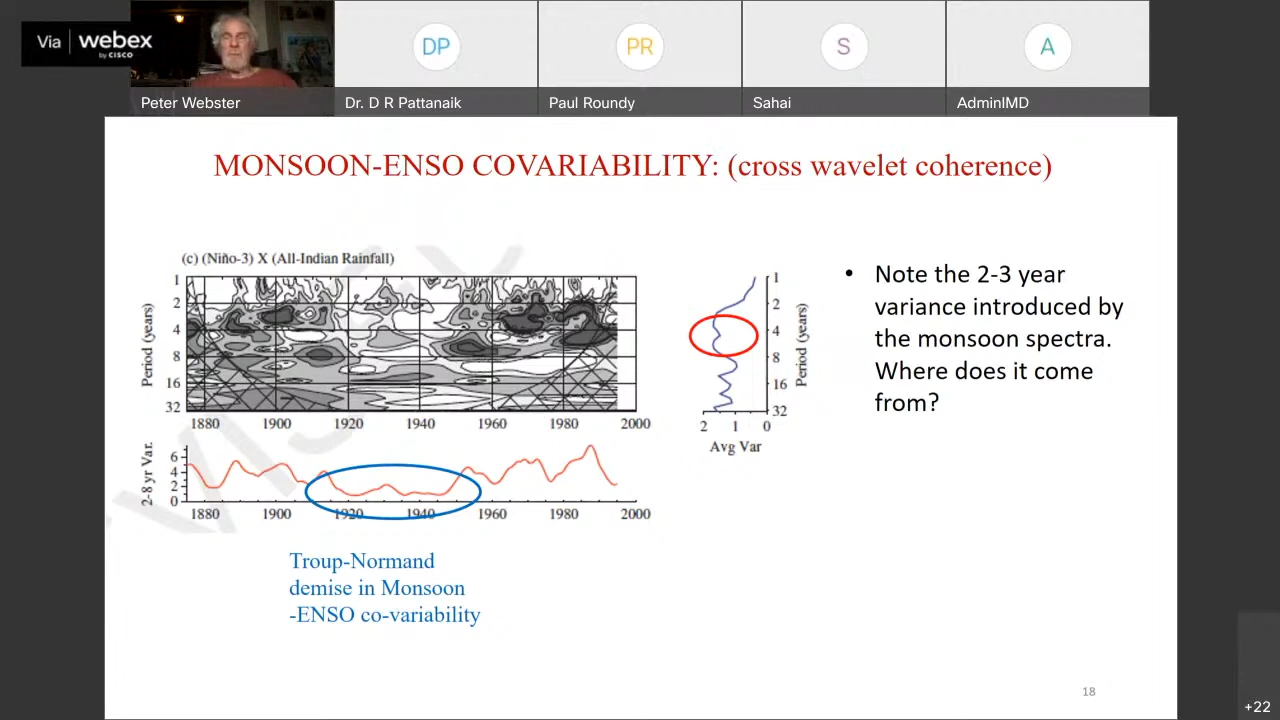 Via webex
by CISCO
DP
PR
S
A
Peter Webster
Dr. D R Pattanaik
Paul Roundy
Sahai
AdminIMD
MONSOON-ENSO COVARIABILITY: (cross wavelet coherence)
(c) (Niño-3) X (All-Indian Rainfall)
Period (years)
1
2
4
8
16
32
1880 1900 1920 1940 1960 1980 2000
2-8 yr Var.
6
4
2
0
1880 1900 1920 1940 1960 1980 2000
1
2
4
8
16
32
Period (years)
2 1 0
Avg Var
• Note the 2-3 year
variance introduced by
the monsoon spectra.
Where does it come
from?
Troup-Normand
demise in Monsoon
-ENSO co-variability
18
+22